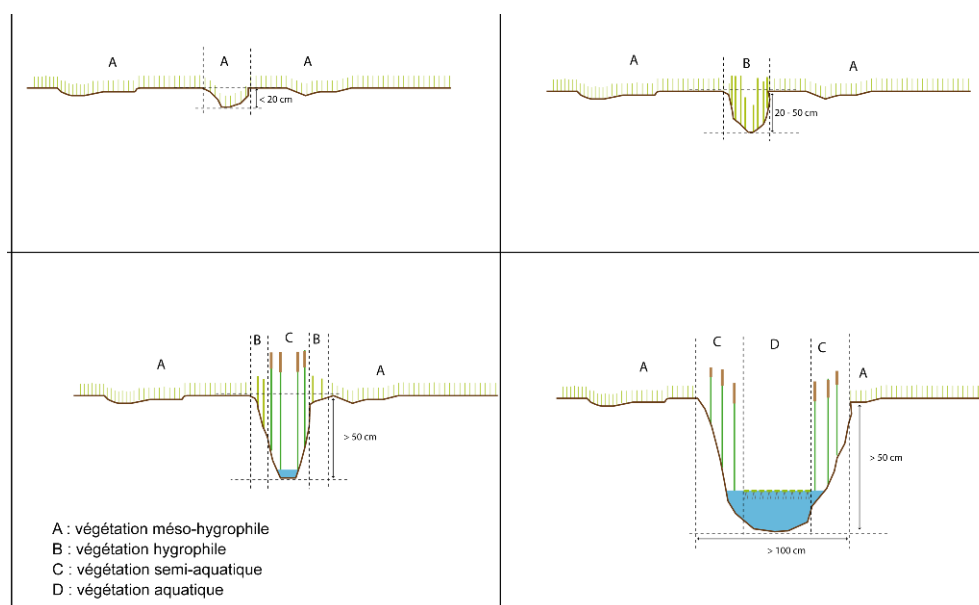 A A A
< 20 cm
A B A
20 - 50 cm
A B C B A
> 50 cm
A C D C A
> 50 cm
> 100 cm
A : végétation méso-hygrophile
B : végétation hygrophile
C : végétation semi-aquatique
D : végétation aquatique